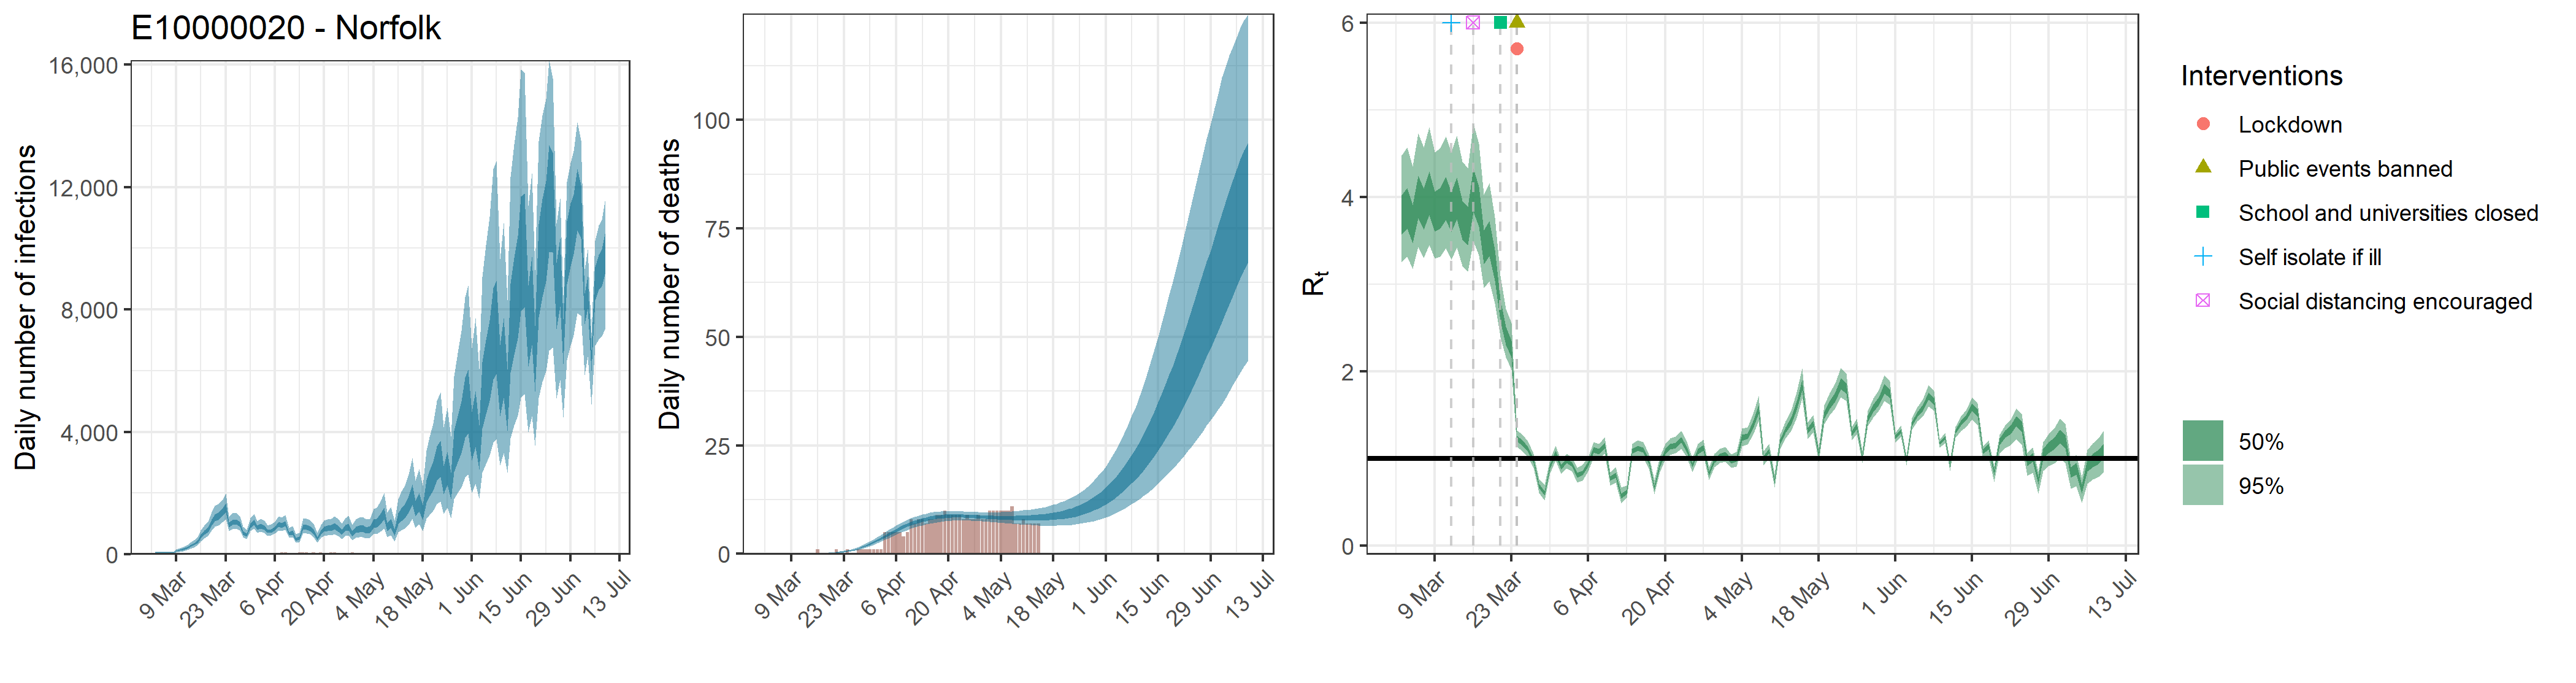 E10000020 - Norfolk
Daily number of infections
16,000
12,000
8,000
4,000
0
9 Mar
23 Mar
6 Apr
20 Apr
4 May
18 May
1 Jun
15 Jun
29 Jun
13 Jul
Daily number of deaths
100
75
50
25
0
9 Mar
23 Mar
6 Apr
20 Apr
4 May
18 May
1 Jun
15 Jun
29 Jun
13 Jul
Rt
6
4
2
0
9 Mar
23 Mar
6 Apr
20 Apr
4 May
18 May
1 Jun
15 Jun
29 Jun
13 Jul
Interventions
Lockdown
Public events banned
School and universities closed
Self isolate if ill
Social distancing encouraged
50%
95%